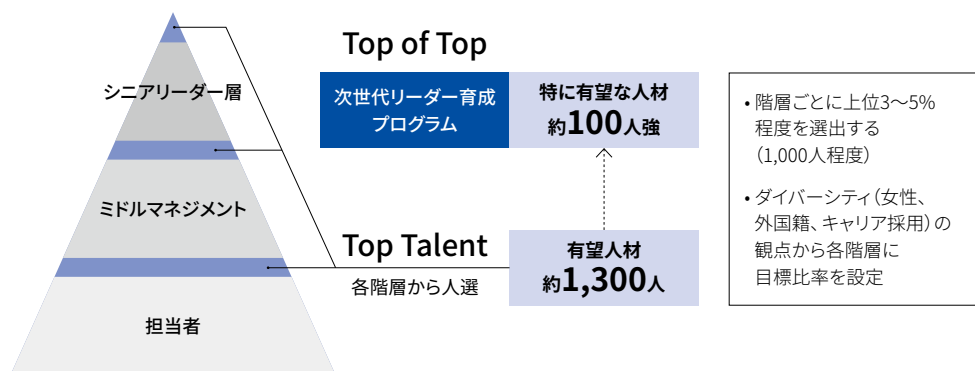 シニアリーダー層
ミドルマネジメント
担当者
Top of Top
次世代リーダー育成
プログラム
特に有望な人材
約100人強
Top Talent
各階層から人選
有望人材
約1,300人
・階層ごとに上位3〜5%
程度を選出する
（1,000人程度）
・ダイバーシティ（女性、
外国籍、キャリア採用）の
観点から各階層に
目標比率を設定